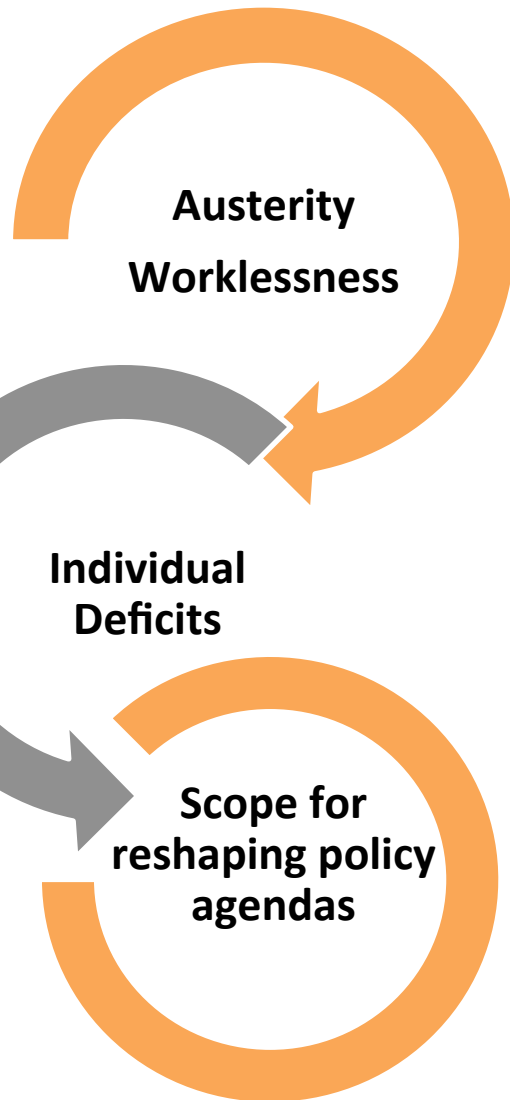 Austerity
Worklessness
Individual
Deficits
Scope for
reshaping policy
agendas